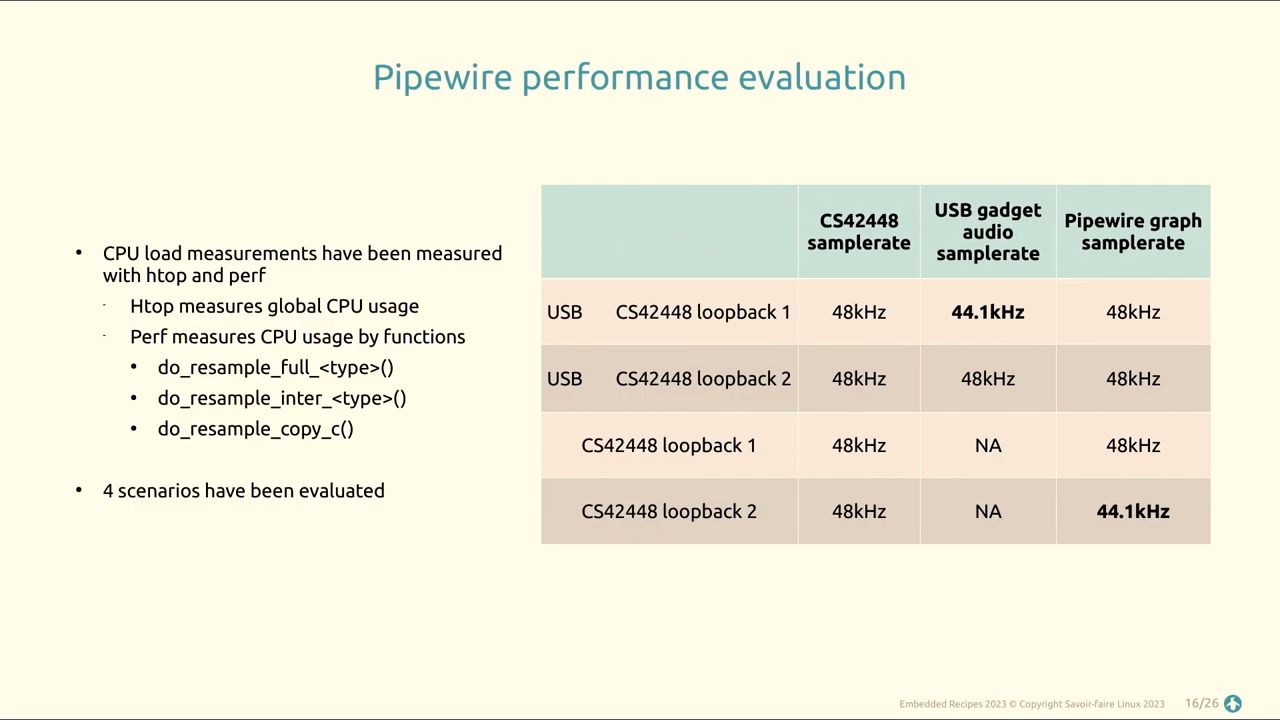 Pipewire performance evaluation
• CPU load measurements have been measured
with htop and perf
- Htop measures global CPU usage
- Perf measures CPU usage by functions
• do_resample_full_<type>()
• do_resample_inter_<type>()
• do_resample_copy_c()
• 4 scenarios have been evaluated
CS42448 samplerate
USB gadget audio samplerate
Pipewire graph samplerate
USB CS42448 loopback 1 48kHz 44.1kHz 48kHz
USB CS42448 loopback 2 48kHz 48kHz 48kHz
CS42448 loopback 1 48kHz NA 48kHz
CS42448 loopback 2 48kHz NA 44.1kHz
Embedded Recipes 2023 © Copyright Savoir-faire Linux 2023 16/26